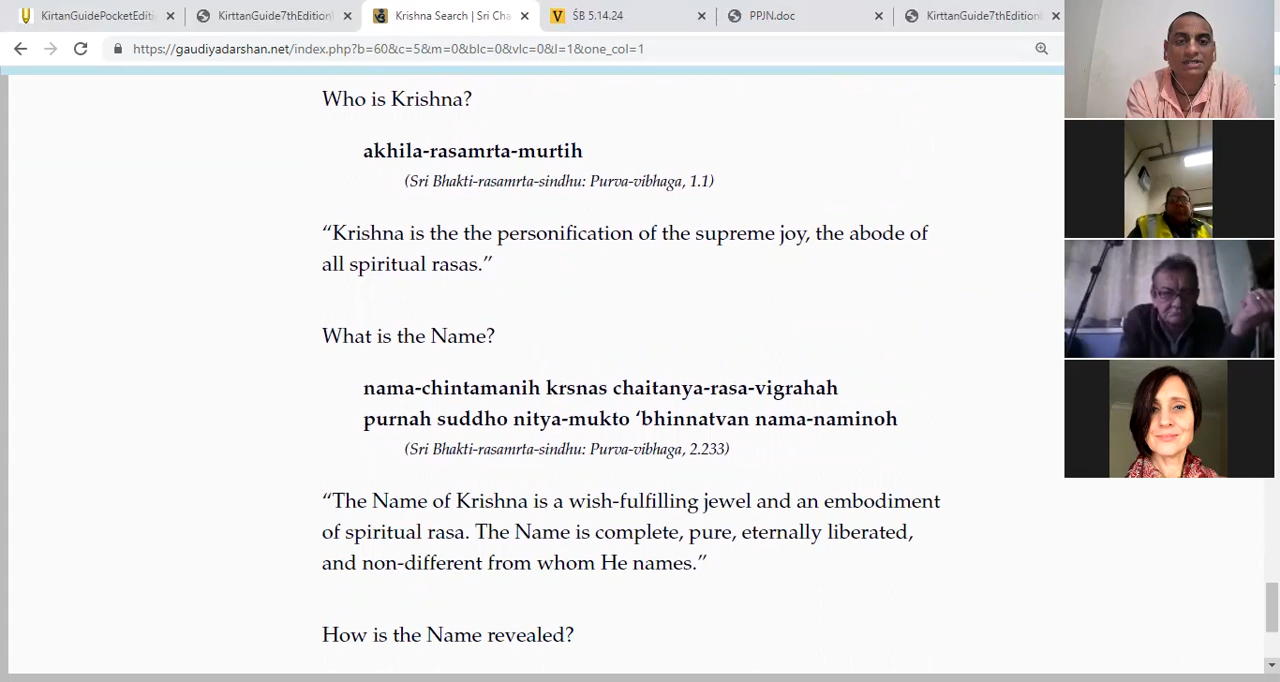 KirtanGuidePocketEditi
KirttanGuide7thEdition
Krishna Search | Sri Cha
ŚB 5.14.24
PPJN.doc
KirttanGuide7thEdition
https://gaudiyadarshan.net/index.php?b=60&c=5&m=0&blc=0&vlc=0&l=1&one_col=1
Who is Krishna?
akhila-rasamrta-murtih
(Sri Bhakti-rasamrta-sindhu: Purva-vibhaga, 1.1)
“Krishna is the the personification of the supreme joy, the abode of
all spiritual rasas.”
What is the Name?
nama-chintamanih krsnas chaitanya-rasa-vigrahah
purnah suddho nitya-mukto ‘bhinnatvan nama-naminoh
(Sri Bhakti-rasamrta-sindhu: Purva-vibhaga, 2.233)
“The Name of Krishna is a wish-fulfilling jewel and an embodiment
of spiritual rasa. The Name is complete, pure, eternally liberated,
and non-different from whom He names.”
How is the Name revealed?